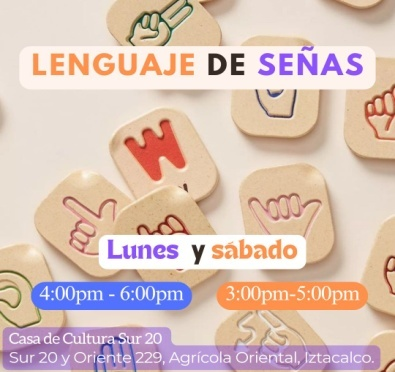 LENGUAJE DE SEÑAS
W
Lunes y sábado
4:00pm - 6:00pm
3:00pm-5:00pm
Casa de Cultura Sur 20
Sur 20 y Oriente 229, Agrícola Oriental, Iztacalco.